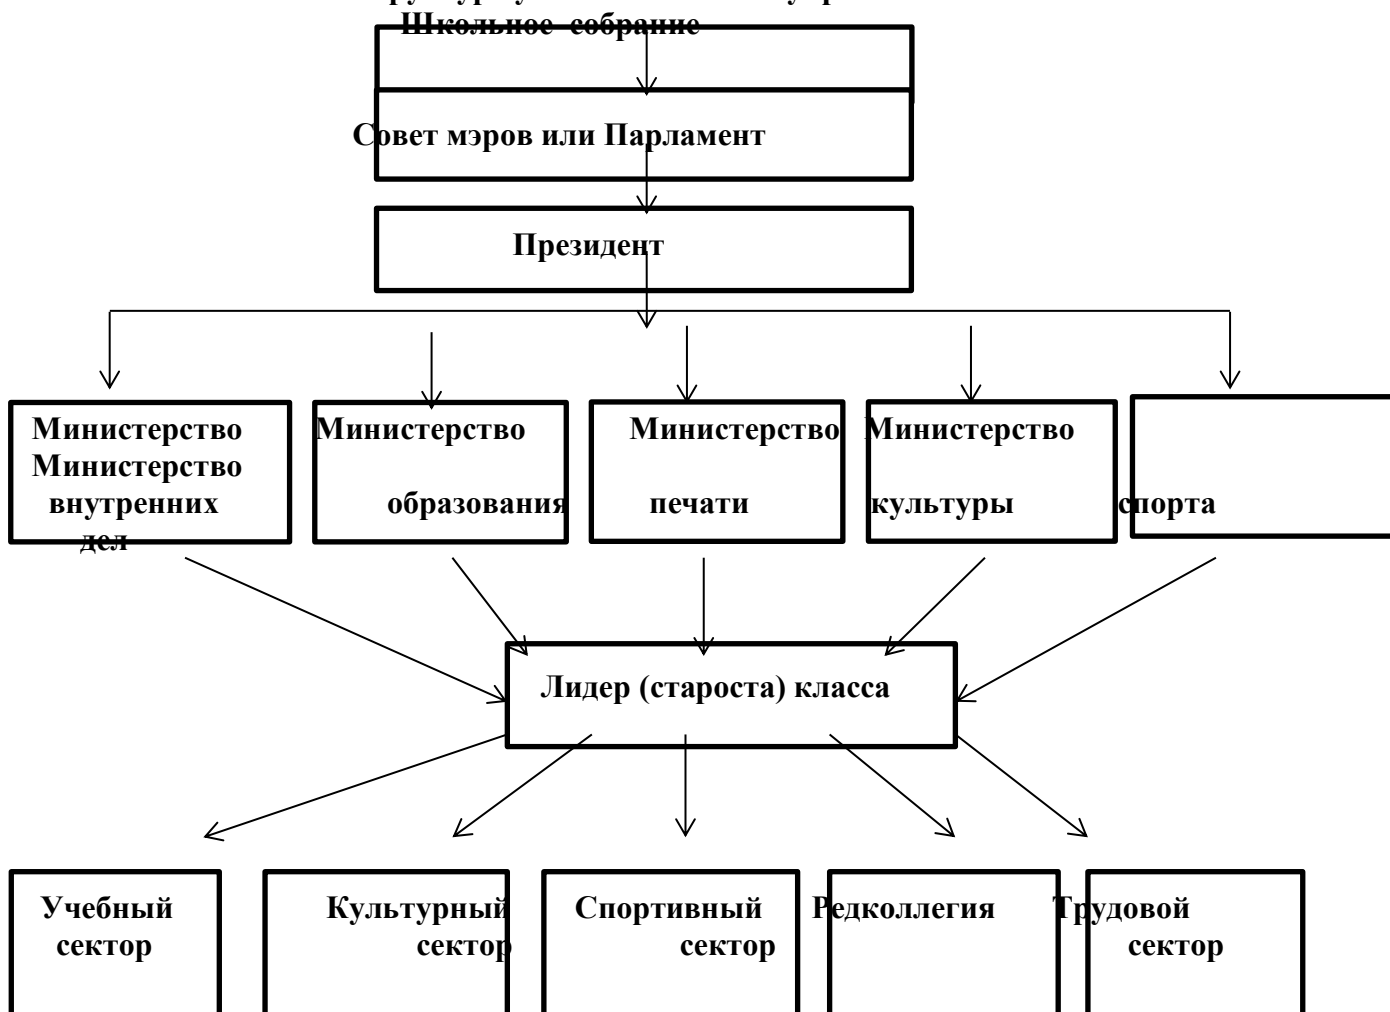 Школьное собрание
Совет мэров или Парламент
Президент
Министерство Министерство Министерство Министерство
Министерство
внутренних образования печати культуры спорта
дел
Лидер (староста) класса
Учебный Культурный Спортивный Редколлегия Трудовой
сектор сектор сектор сектор